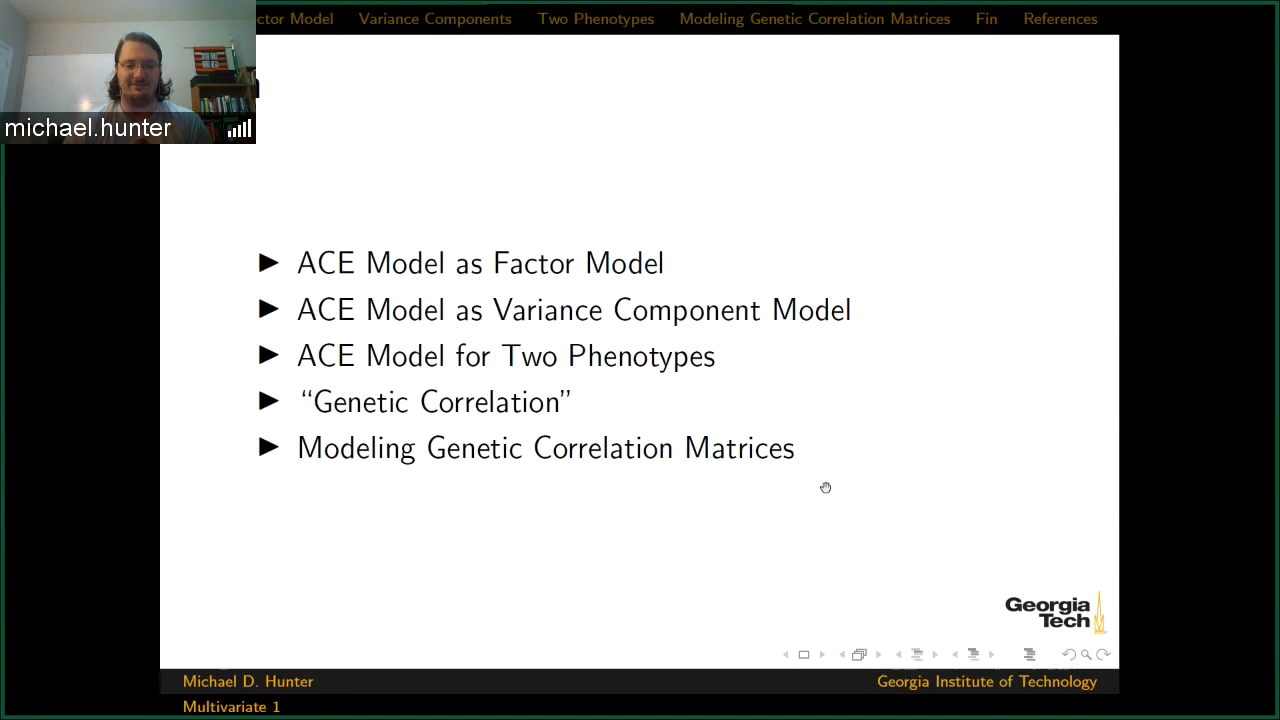 ctor Model Variance Components Two Phenotypes Modeling Genetic Correlation Matrices Fin References
michael.hunter
▶ ACE Model as Factor Model
▶ ACE Model as Variance Component Model
▶ ACE Model for Two Phenotypes
▶ “Genetic Correlation”
▶ Modeling Genetic Correlation Matrices
Georgia
Tech
Michael D. Hunter Georgia Institute of Technology
Multivariate 1